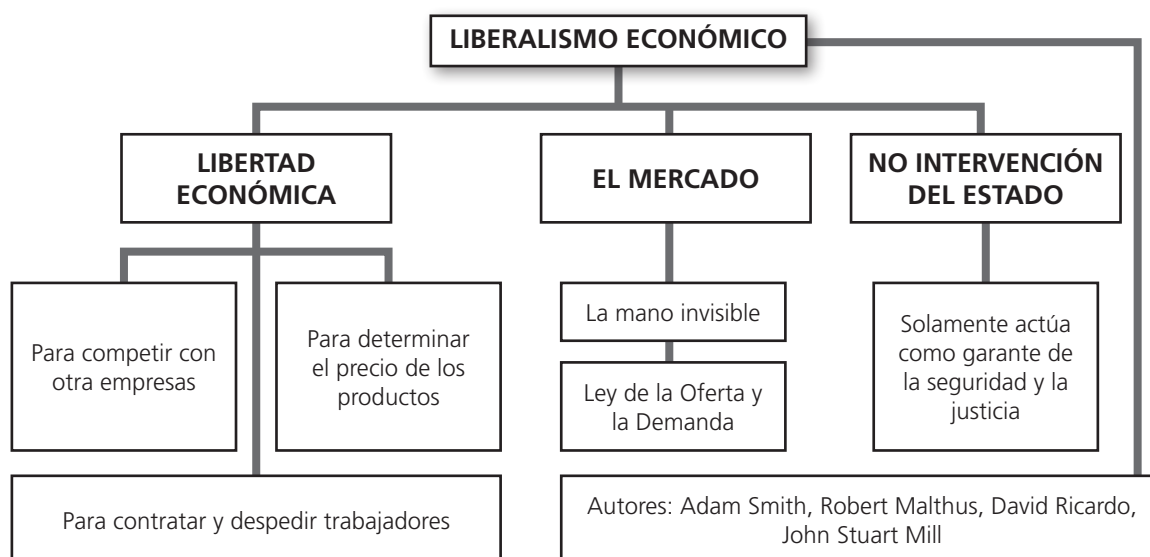 LIBERALISMO ECONÓMICO
LIBERTAD
ECONÓMICA
EL MERCADO
NO INTERVENCIÓN
DEL ESTADO
Para competir con
otra empresas
Para determinar
el precio de los
productos
La mano invisible
Ley de la Oferta y
la Demanda
Solamente actúa
como garante de
la seguridad y la
justicia
Para contratar y despedir trabajadores
Autores: Adam Smith, Robert Malthus, David Ricardo,
John Stuart Mill